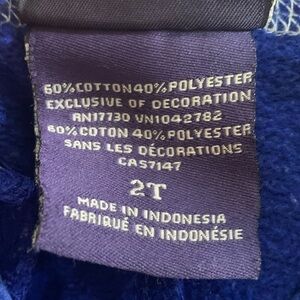 60%COTTON40%POLYESTER
EXCLUSIVE OF DECORATION
RN17730 VN1042782
60%COTON 40%POLYESTER
SANS LES DÉCORATIONS
CAS7147
2T
MADE IN INDONESIA
FABRIQUÉ EN INDONÉSIE